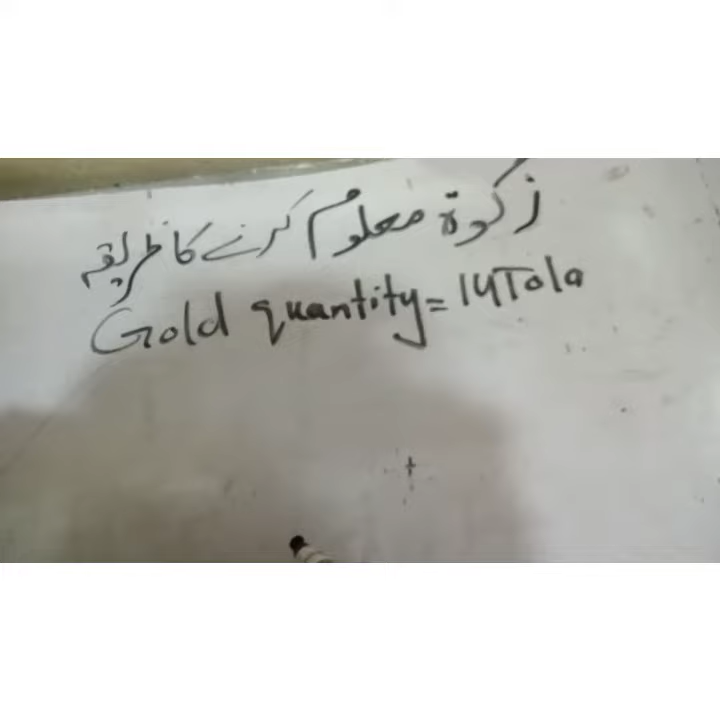 زکوۃ معلوم کرنے کا طریقہ
Gold quantity = 14Tola